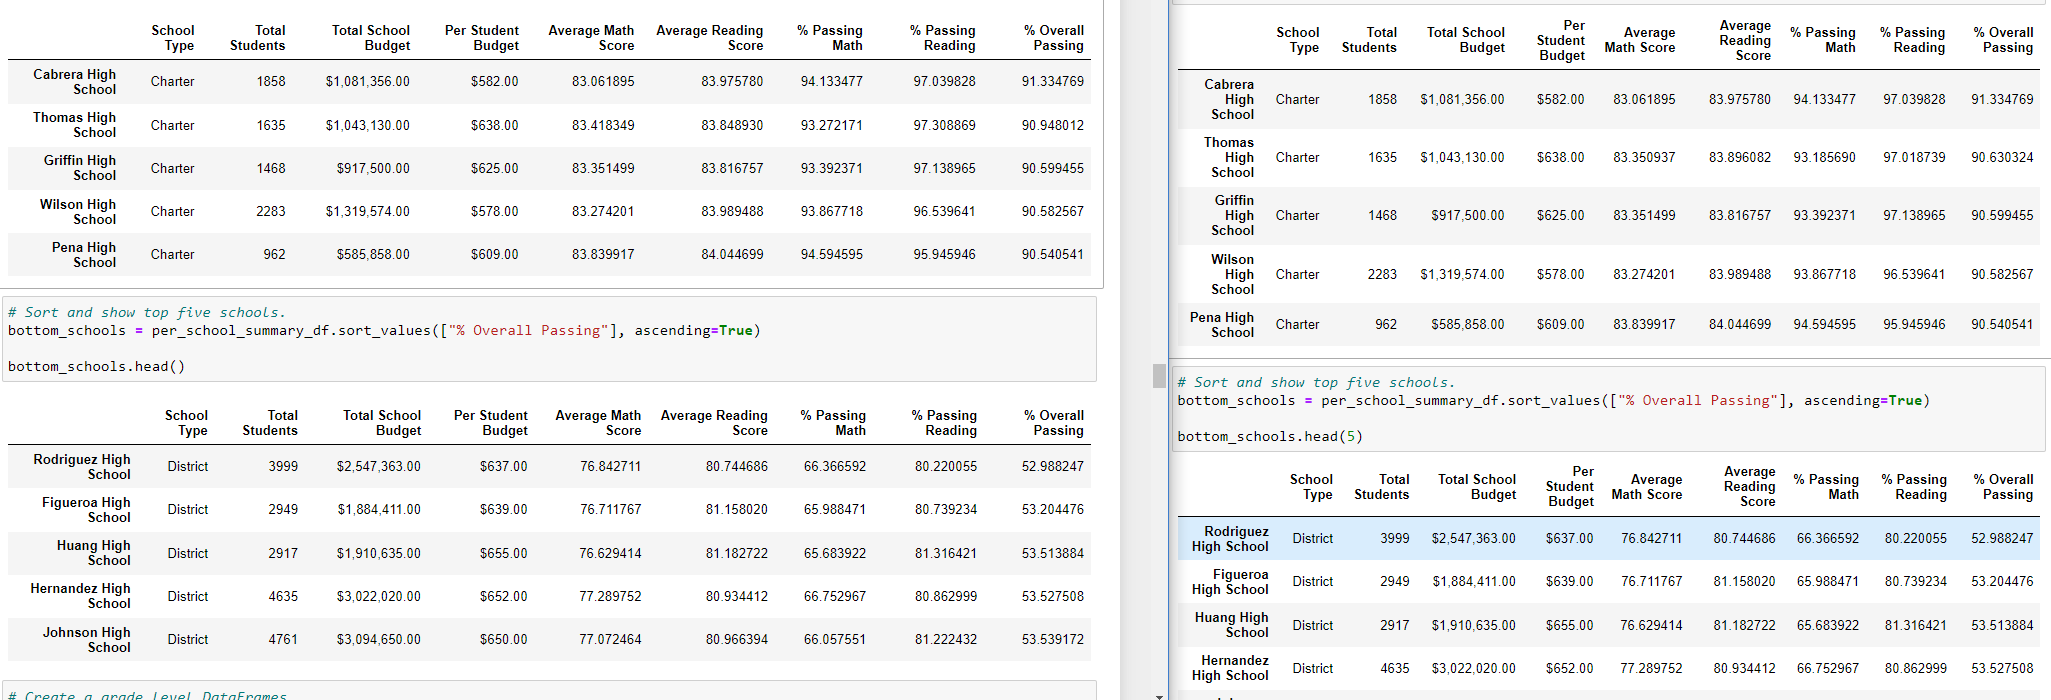 School Type Total Students Total School Budget Per Student Budget Average Math Score Average Reading Score % Passing Math % Passing Reading % Overall Passing
Cabrera High School Charter 1858 $1,081,356.00 $582.00 83.061895 83.975780 94.133477 97.039828 91.334769
Thomas High School Charter 1635 $1,043,130.00 $638.00 83.418349 83.848930 93.272171 97.308869 90.948012
Griffin High School Charter 1468 $917,500.00 $625.00 83.351499 83.816757 93.392371 97.138965 90.599455
Wilson High School Charter 2283 $1,319,574.00 $578.00 83.274201 83.989488 93.867718 96.539641 90.582567
Pena High School Charter 962 $585,858.00 $609.00 83.839917 84.044699 94.594595 95.945946 90.540541
# Sort and show top five schools.
bottom_schools = per_school_summary_df.sort_values(["% Overall Passing"], ascending=True)
bottom_schools.head()
School Type Total Students Total School Budget Per Student Budget Average Math Score Average Reading Score % Passing Math % Passing Reading % Overall Passing
Rodriguez High School District 3999 $2,547,363.00 $637.00 76.842711 80.744686 66.366592 80.220055 52.988247
Figueroa High School District 2949 $1,884,411.00 $639.00 76.711767 81.158020 65.988471 80.739234 53.204476
Huang High School District 2917 $1,910,635.00 $655.00 76.629414 81.182722 65.683922 81.316421 53.513884
Hernandez High School District 4635 $3,022,020.00 $652.00 77.289752 80.934412 66.752967 80.862999 53.527508
Johnson High School District 4761 $3,094,650.00 $650.00 77.072464 80.966394 66.057551 81.222432 53.539172
# Create a grade level DataFrames
School Type Total Students Total School Budget Per Student Budget Average Math Score Average Reading Score % Passing Math % Passing Reading % Overall Passing
Cabrera High School Charter 1858 $1,081,356.00 $582.00 83.061895 83.975780 94.133477 97.039828 91.334769
Thomas High School Charter 1635 $1,043,130.00 $638.00 83.350937 83.896082 93.185690 97.018739 90.630324
Griffin High School Charter 1468 $917,500.00 $625.00 83.351499 83.816757 93.392371 97.138965 90.599455
Wilson High School Charter 2283 $1,319,574.00 $578.00 83.274201 83.989488 93.867718 96.539641 90.582567
Pena High School Charter 962 $585,858.00 $609.00 83.839917 84.044699 94.594595 95.945946 90.540541
# Sort and show top five schools.
bottom_schools = per_school_summary_df.sort_values(["% Overall Passing"], ascending=True)
bottom_schools.head(5)
School Type Total Students Total School Budget Per Student Budget Average Math Score Average Reading Score % Passing Math % Passing Reading % Overall Passing
Rodriguez High School District 3999 $2,547,363.00 $637.00 76.842711 80.744686 66.366592 80.220055 52.988247
Figueroa High School District 2949 $1,884,411.00 $639.00 76.711767 81.158020 65.988471 80.739234 53.204476
Huang High School District 2917 $1,910,635.00 $655.00 76.629414 81.182722 65.683922 81.316421 53.513884
Hernandez High School District 4635 $3,022,020.00 $652.00 77.289752 80.934412 66.752967 80.862999 53.527508